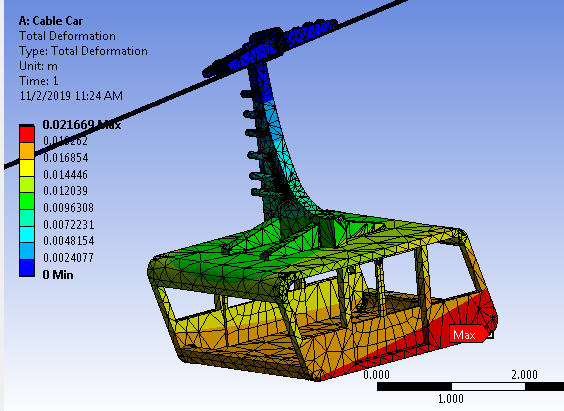 A: Cable Car
Total Deformation
Type: Total Deformation
Unit: m
Time: 1
11/2/2019 11:24 AM
0.021669 Max
0.019262
0.016854
0.014446
0.012039
0.0096308
0.0072231
0.0048154
0.0024077
0 Min
Max
0.000
2.000
1.000